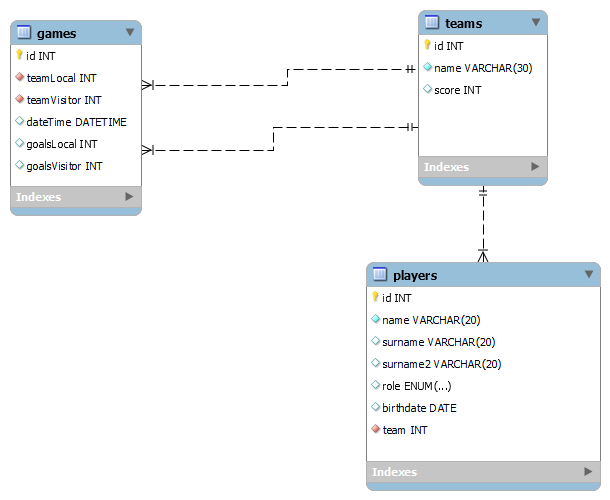 games
id INT
teamLocal INT
teamVisitor INT
dateTime DATETIME
goalsLocal INT
goalsVisitor INT
Indexes
teams
id INT
name VARCHAR(30)
score INT
Indexes
players
id INT
name VARCHAR(20)
surname VARCHAR(20)
surname2 VARCHAR(20)
role ENUM(...)
birthdate DATE
team INT
Indexes